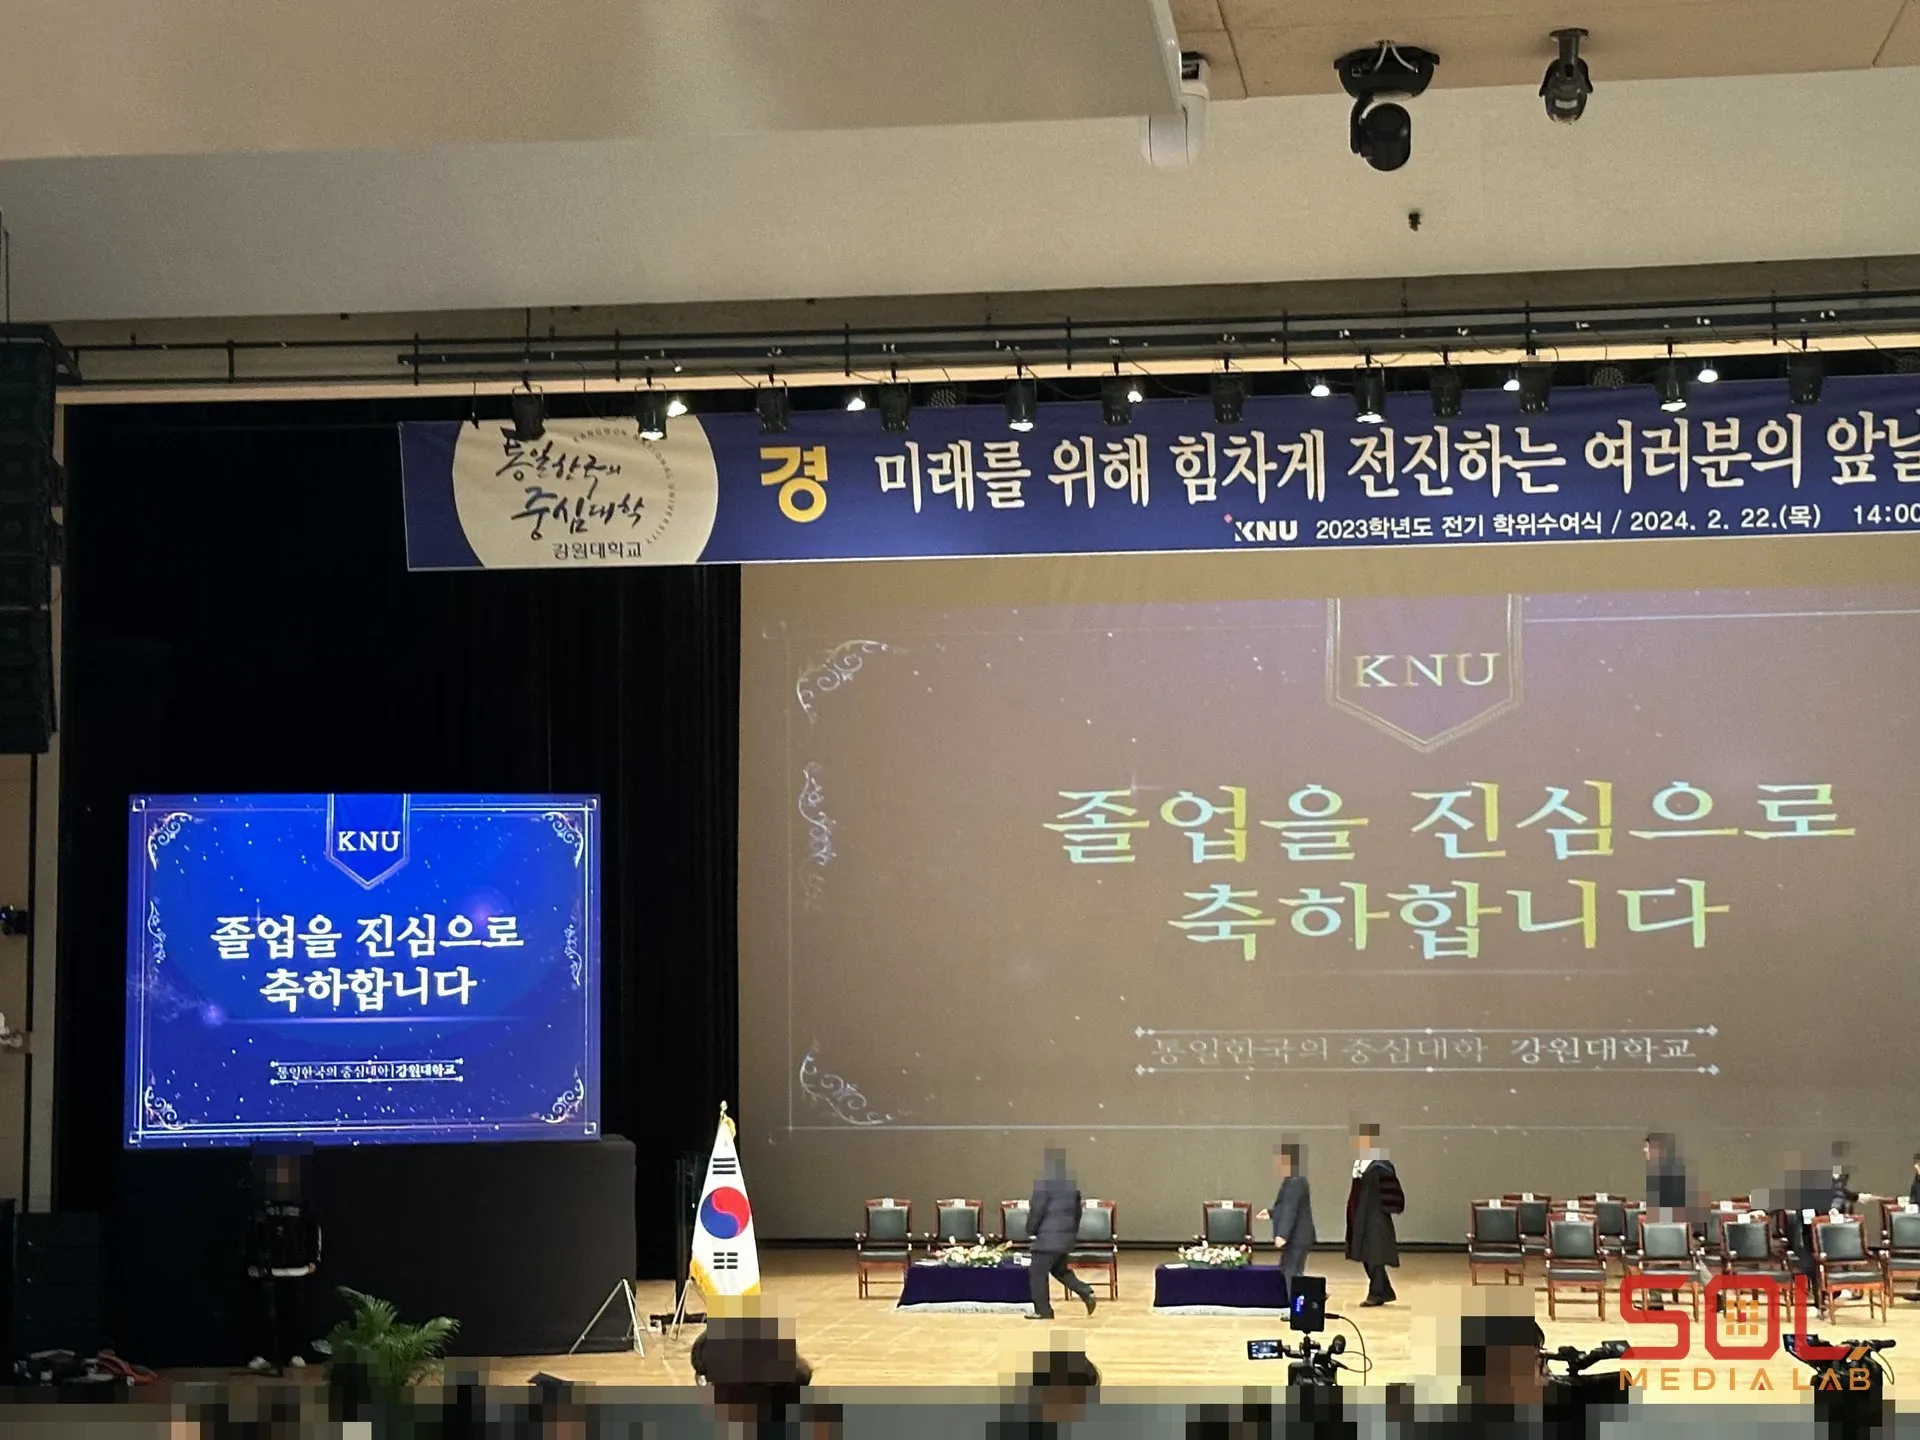 통일한국의
중심대학
강원대학교
KANGWON NATIONAL UNIVERSITY
경 미래를 위해 힘차게 전진하는 여러분의 앞날
KNU 2023학년도 전기 학위수여식 / 2024. 2. 22.(목) 14:00
KNU
졸업을 진심으로
축하합니다
통일한국의 중심대학 강원대학교
KNU
졸업을 진심으로
축하합니다
통일한국의 중심대학 | 강원대학교
SOL
MEDIA LAB